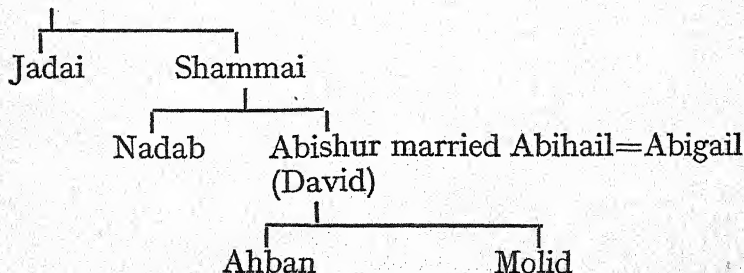 Jadai Shammai
Nadab Abishur married Abihail=Abigail
(David)
Ahban Molid